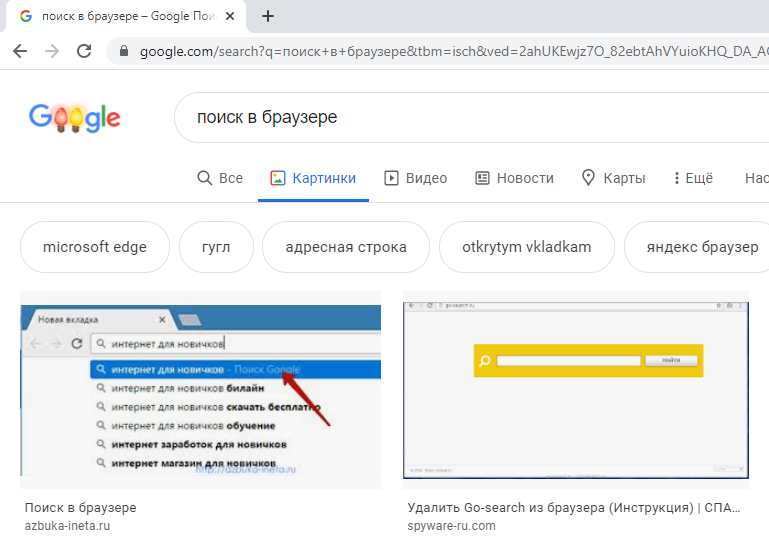 поиск в браузере – Google Пои
google.com/search?q=поиск+в+браузере&tbm=isch&ved=2ahUKEwjz7O_82ebtAhVYuioKHQ_DA_A
Google
поиск в браузере
Все Картинки Видео Новости Карты Ещё Нас
microsoft edge гугл адресная строка otkrytym vkladkam яндекс браузер
Новая вкладка
интернет для новичков
интернет для новичков – Поиск Google
интернет для новичков билайн
интернет для новичков скачать бесплатно
интернет для новичков обучение
интернет заработок для новичков
интернет магазин для новичков
http://azbuka-ineta.ru
go-search.ru
Найти
Поиск в браузере
azbuka-ineta.ru
Удалить Go-search из браузера (Инструкция) | СПА...
spyware-ru.com